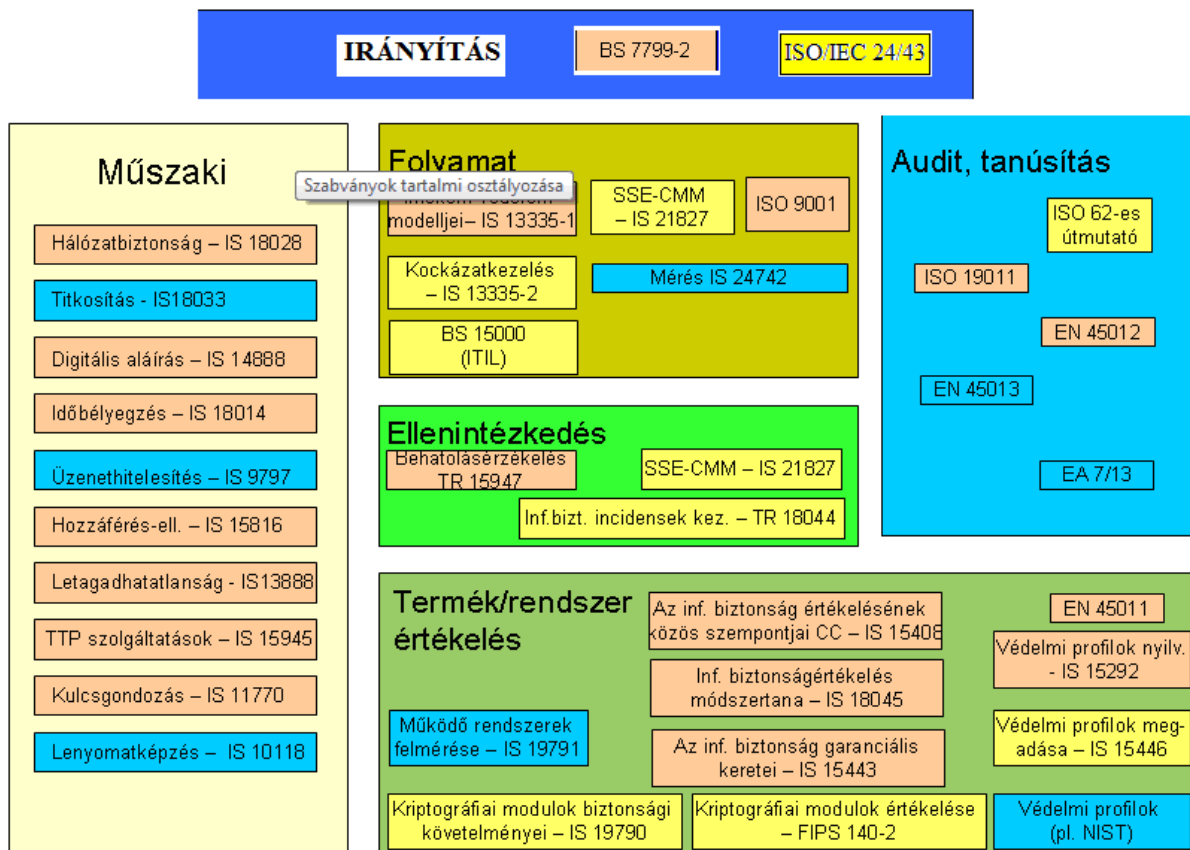 IRÁNYÍTÁS
BS 7799-2
ISO/IEC 24/43
Műszaki
Hálózatbiztonság – IS 18028
Titkosítás - IS18033
Digitális aláírás – IS 14888
Időbélyegzés – IS 18014
Üzenethitelesítés – IS 9797
Hozzáférés-ell. – IS 15816
Letagadhatatlanság - IS13888
TTP szolgáltatások – IS 15945
Kulcsgondozás – IS 11770
Lenyomatképzés – IS 10118
Folyamat
Szabványok tartalmi osztályozása
modelljei– IS 13335-1
SSE-CMM
– IS 21827
ISO 9001
Kockázatkezelés
– IS 13335-2
Mérés IS 24742
BS 15000
(ITIL)
Ellenintézkedés
Behatolásérzékelés
TR 15947
SSE-CMM – IS 21827
Inf.bizt. incidensek kez. – TR 18044
Audit, tanúsítás
ISO 62-es
útmutató
ISO 19011
EN 45012
EN 45013
EA 7/13
Termék/rendszer
értékelés
Az inf. biztonság értékelésének
közös szempontjai CC – IS 15408
EN 45011
Védelmi profilok nyilv.
- IS 15292
Inf. biztonságértékelés
módszertana – IS 18045
Működő rendszerek
felmérése – IS 19791
Az inf. biztonság garanciális
keretei – IS 15443
Védelmi profilok meg-
adása – IS 15446
Kriptográfiai modulok biztonsági
követelményei – IS 19790
Kriptográfiai modulok értékelése
– FIPS 140-2
Védelmi profilok
(pl. NIST)